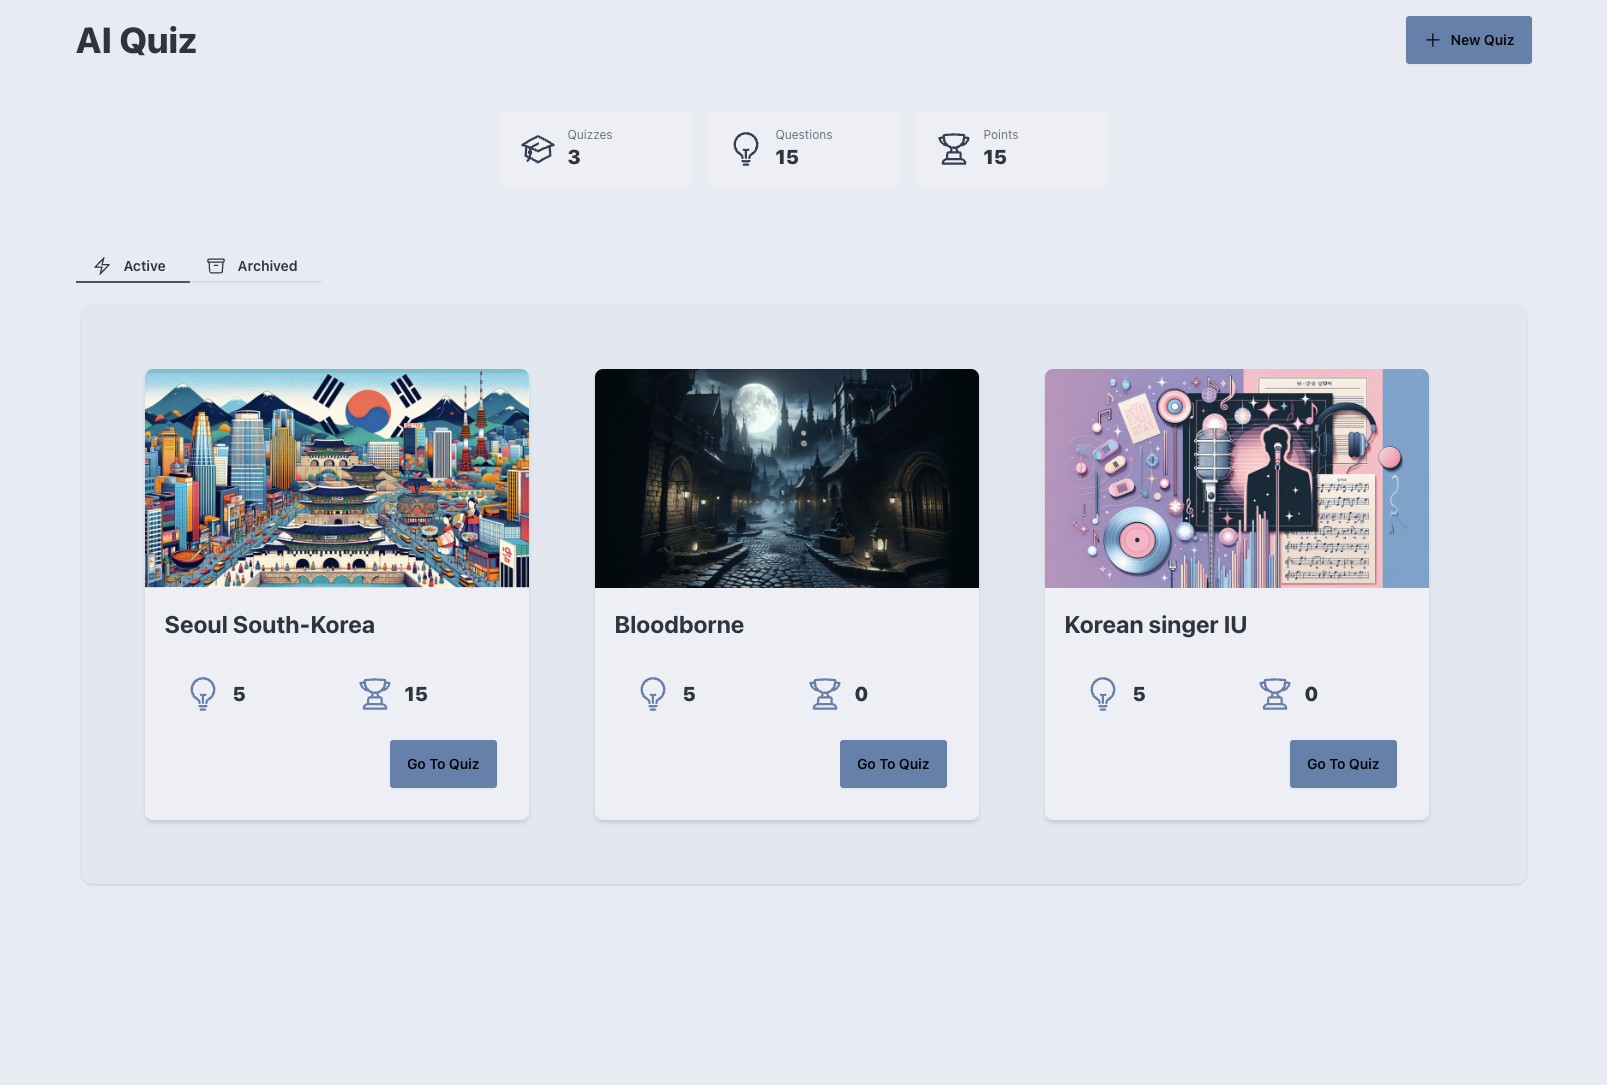 AI Quiz
New Quiz
Quizzes
3
Questions
15
Points
15
Active
Archived
Seoul South-Korea
5
15
Go To Quiz
Bloodborne
5
0
Go To Quiz
Korean singer IU
5
0
Go To Quiz